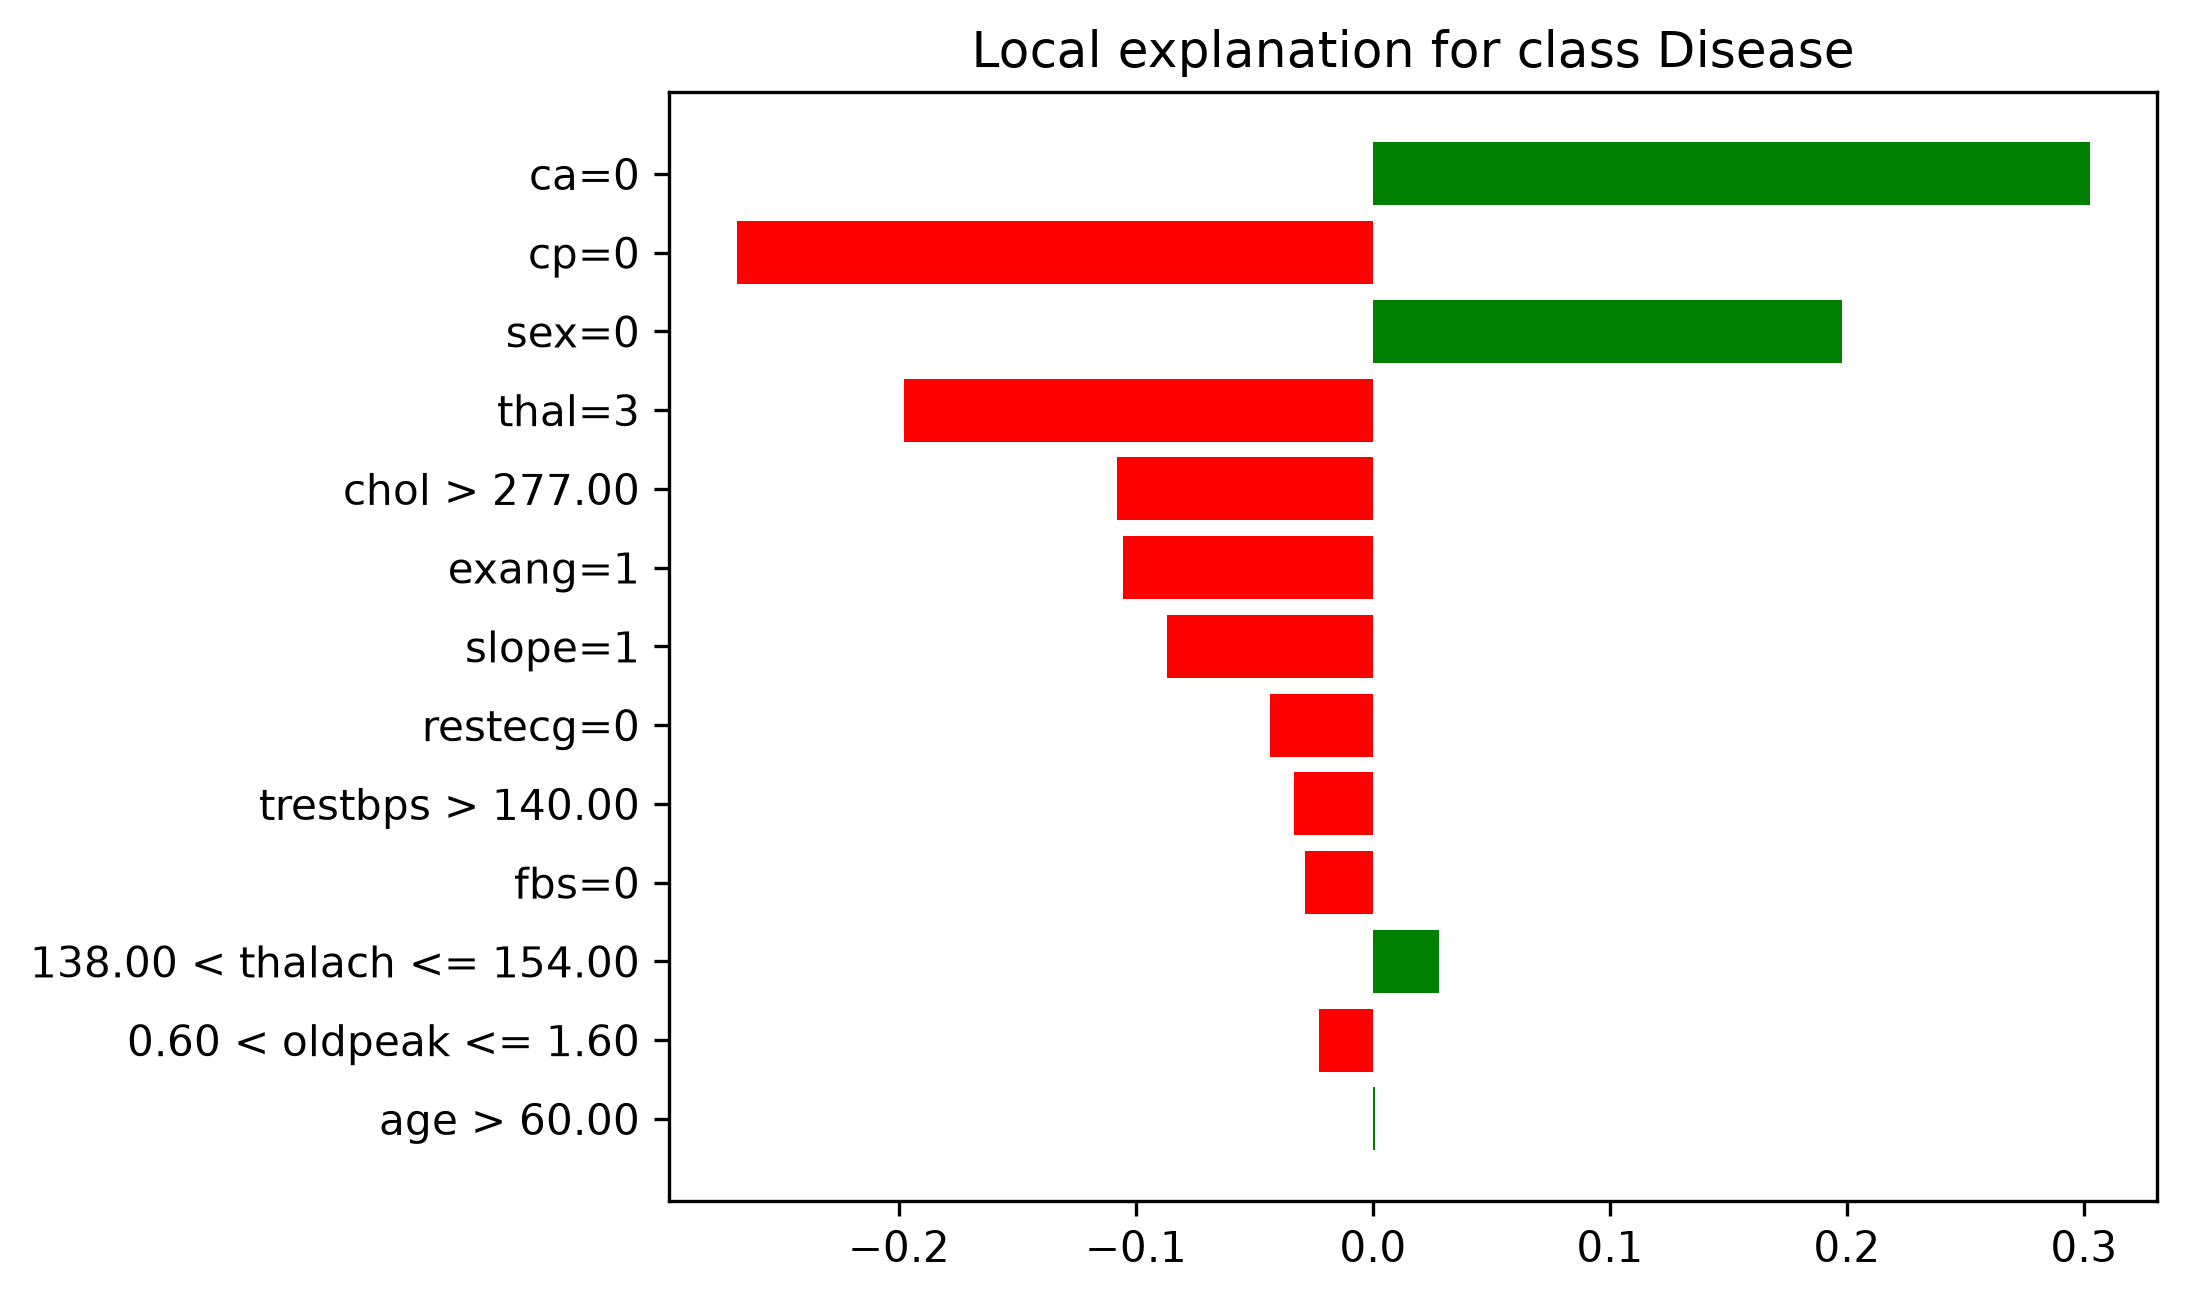 Local explanation for class Disease
ca=0
cp=0
sex=0
thal=3
chol > 277.00
exang=1
slope=1
restecg=0
trestbps > 140.00
fbs=0
138.00 < thalach <= 154.00
0.60 < oldpeak <= 1.60
age > 60.00
−0.2 −0.1 0.0 0.1 0.2 0.3